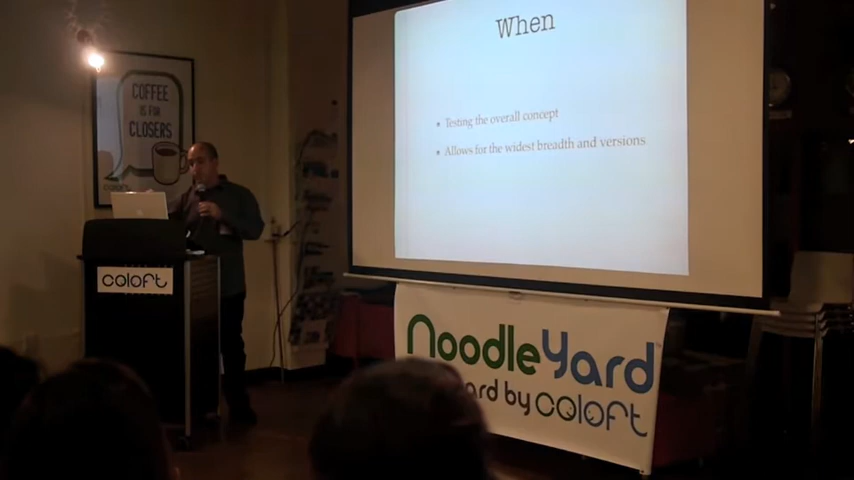 When
Testing the overall concept
Allows for the widest breadth and versions
COFFEE
IS FOR
CLOSERS
coloft
noodleyard
ard by coloft